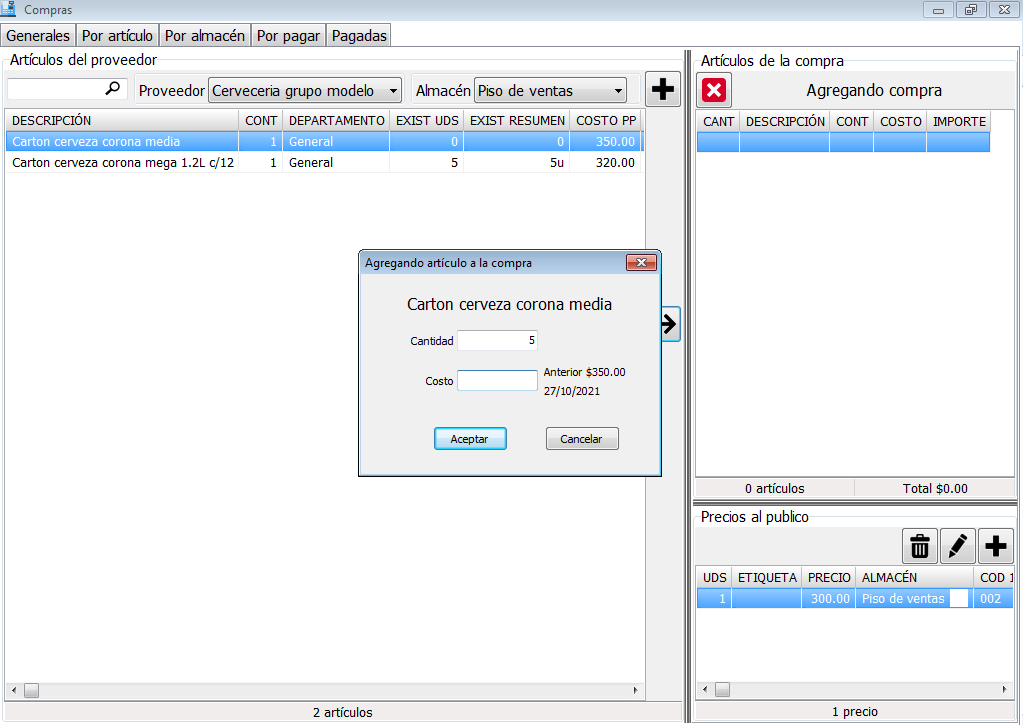 Compras
Generales Por artículo Por almacén Por pagar Pagadas
Artículos del proveedor
Proveedor Cerveceria grupo modelo Almacén Piso de ventas
DESCRIPCIÓN CONT DEPARTAMENTO EXIST UDS EXIST RESUMEN COSTO PP
Carton cerveza corona media 1 General 0 0 350.00
Carton cerveza corona mega 1.2L c/12 1 General 5 5u 320.00
2 artículos
Agregando artículo a la compra
Carton cerveza corona media
Cantidad 5
Costo Anterior $350.00
27/10/2021
Aceptar Cancelar
Artículos de la compra
Agregando compra
CANT DESCRIPCIÓN CONT COSTO IMPORTE
0 artículos Total $0.00
Precios al publico
UDS ETIQUETA PRECIO ALMACÉN COD 1
1 300.00 Piso de ventas 002
1 precio